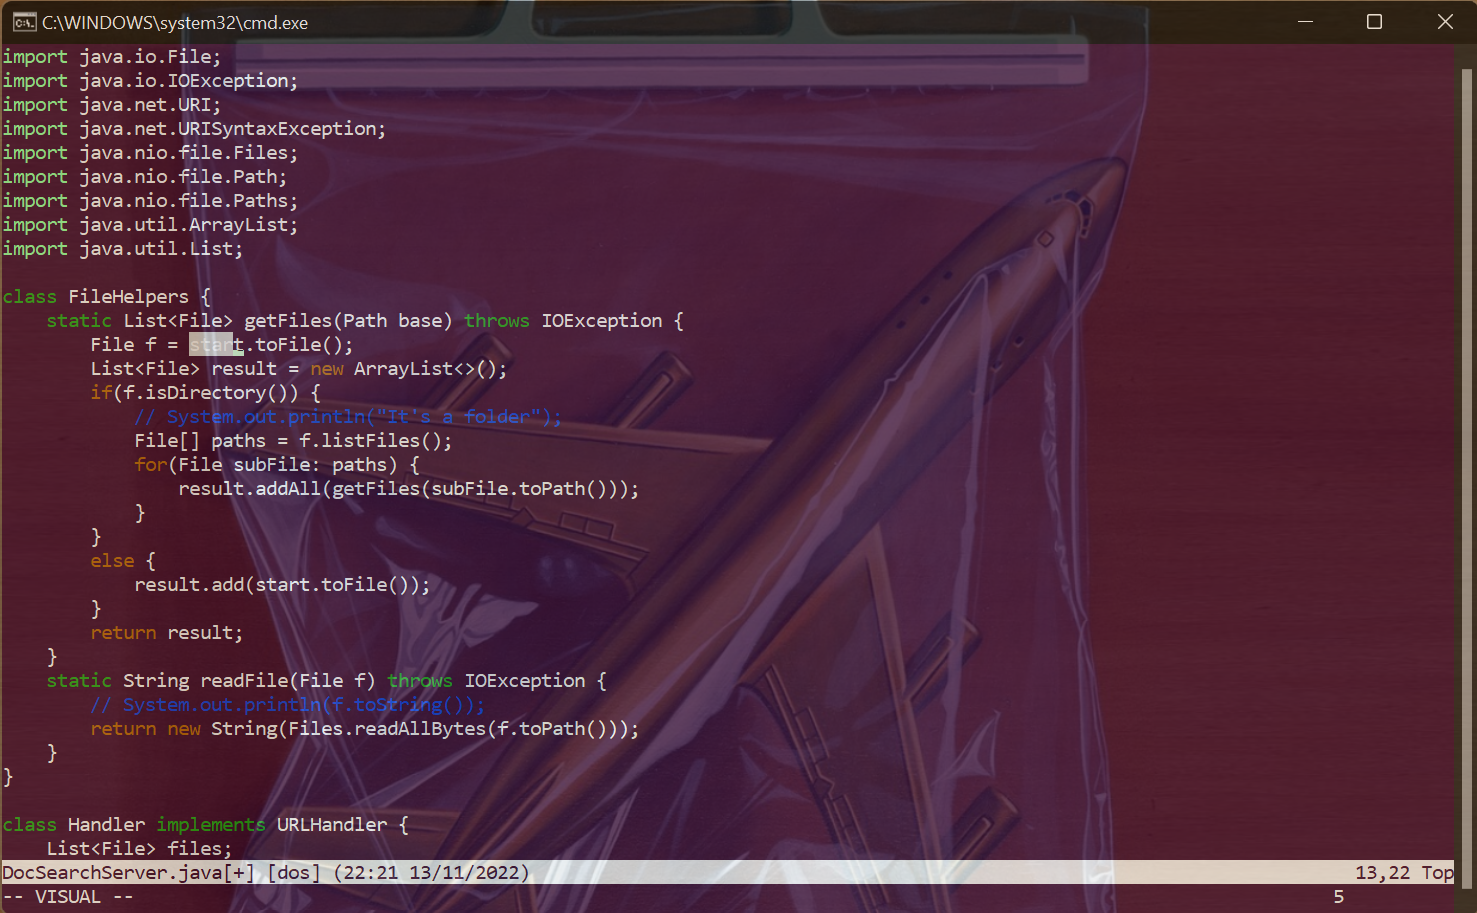 C:\WINDOWS\system32\cmd.exe
import java.io.File;
import java.io.IOException;
import java.net.URI;
import java.net.URISyntaxException;
import java.nio.file.Files;
import java.nio.file.Path;
import java.nio.file.Paths;
import java.util.ArrayList;
import java.util.List;
class FileHelpers {
    static List<File> getFiles(Path base) throws IOException {
        File f = start.toFile();
        List<File> result = new ArrayList<>();
        if(f.isDirectory()) {
            // System.out.println("It's a folder");
            File[] paths = f.listFiles();
            for(File subFile: paths) {
                result.addAll(getFiles(subFile.toPath()));
            }
        }
        else {
            result.add(start.toFile());
        }
        return result;
    }
    static String readFile(File f) throws IOException {
        // System.out.println(f.toString());
        return new String(Files.readAllBytes(f.toPath()));
    }
}
class Handler implements URLHandler {
    List<File> files;
DocSearchServer.java[+] [dos] (22:21 13/11/2022) 13,22 Top
-- VISUAL -- 5